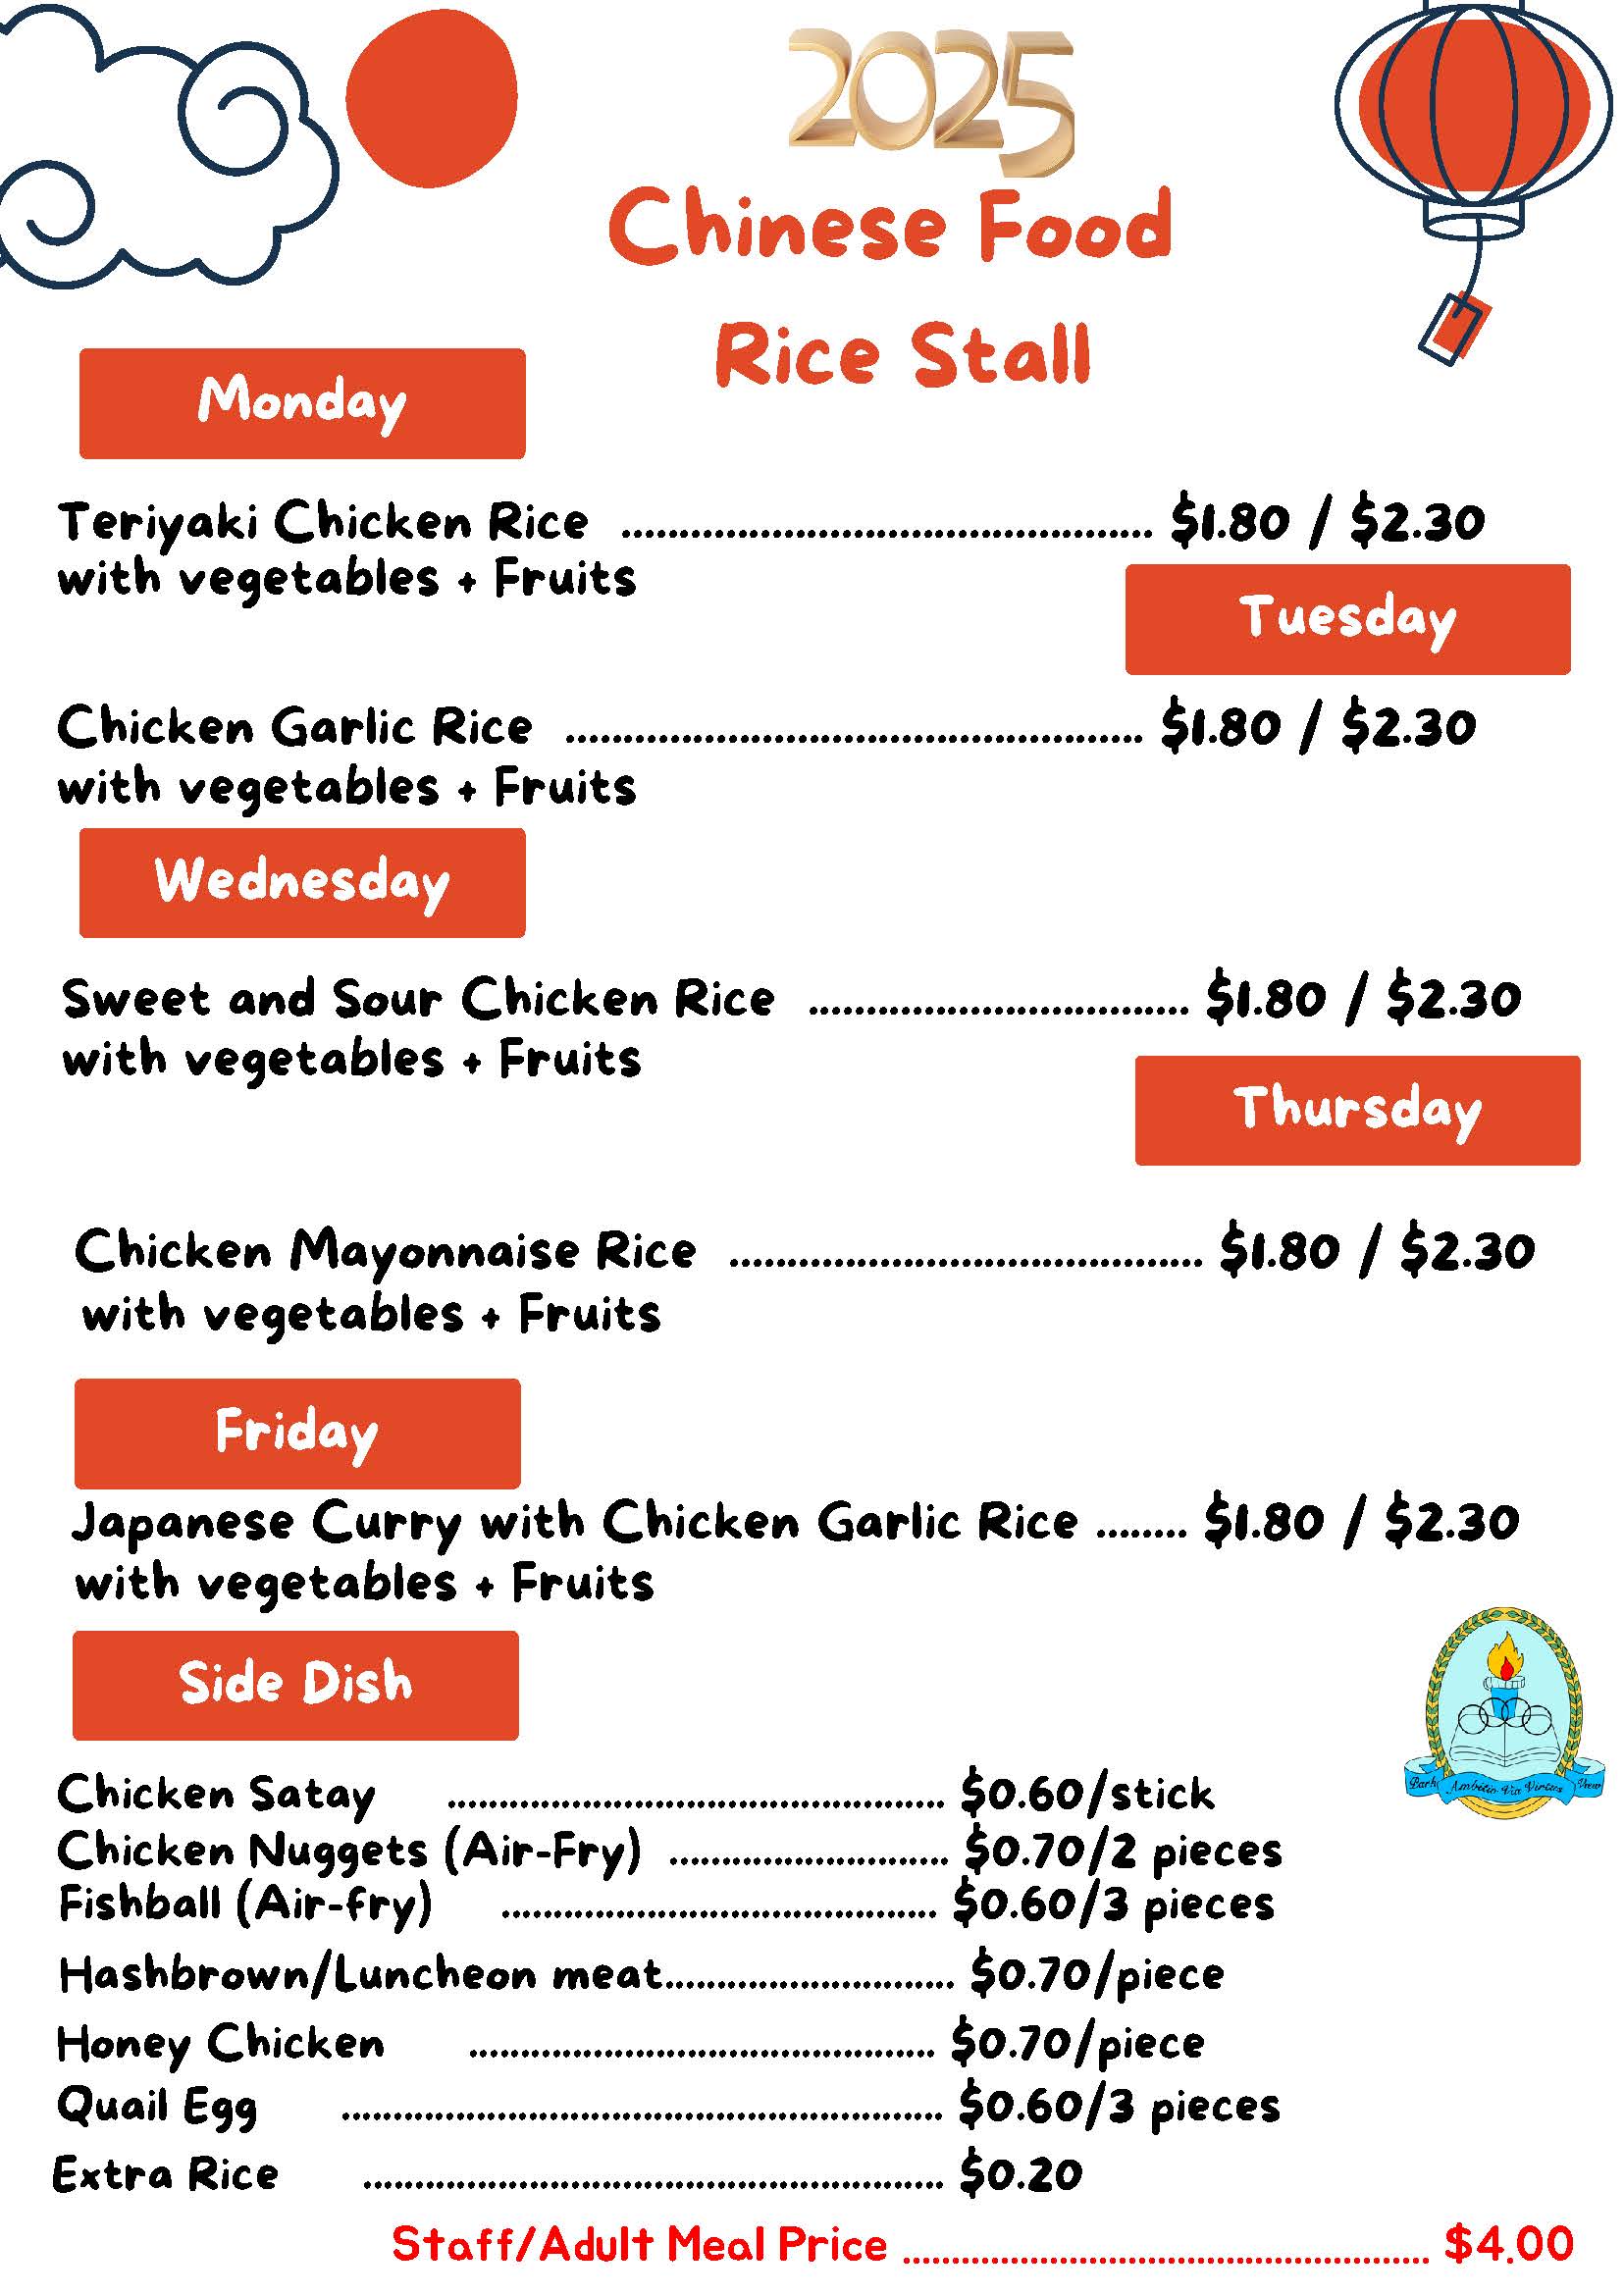 2025
Chinese Food
Rice Stall
Monday
Teriyaki Chicken Rice .............................................. $1.80 / $2.30
with vegetables + Fruits
Tuesday
Chicken Garlic Rice .................................................. $1.80 / $2.30
with vegetables + Fruits
Wednesday
Sweet and Sour Chicken Rice ................................. $1.80 / $2.30
with vegetables + Fruits
Thursday
Chicken Mayonnaise Rice ......................................... $1.80 / $2.30
with vegetables + Fruits
Friday
Japanese Curry with Chicken Garlic Rice ........ $1.80 / $2.30
with vegetables + Fruits
Side Dish
Park Ambitio Via Virtus View
Chicken Satay ................................................ $0.60/stick
Chicken Nuggets (Air-Fry) ........................... $0.70/2 pieces
Fishball (Air-fry) .......................................... $0.60/3 pieces
Hashbrown/Luncheon meat............................ $0.70/piece
Honey Chicken ............................................. $0.70/piece
Quail Egg .......................................................... $0.60/3 pieces
Extra Rice ........................................................ $0.20
Staff/Adult Meal Price .................................................. $4.00